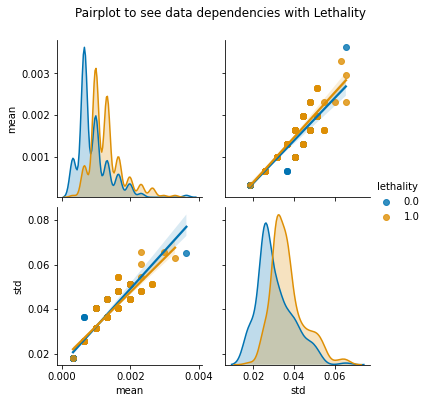 Pairplot to see data dependencies with Lethality
0.003
0.002
0.001
mean
lethality
0.0
1.0
0.08
0.06
0.04
0.02
std
0.000 0.002 0.004
0.02 0.04 0.06
mean
std